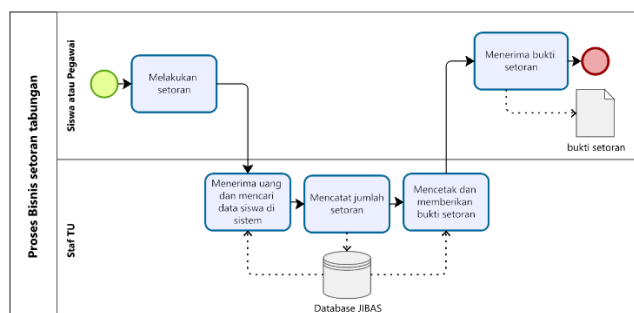 Proses Bisnis setoran tabungan
Siswa atau Pegawai
Melakukan
setoran
Menerima bukti
setoran
bukti setoran
Staf TU
Menerima uang
dan mencari
data siswa di
sistem
Mencatat jumlah
setoran
Mencetak dan
memberikan
bukti setoran
Database JIBAS